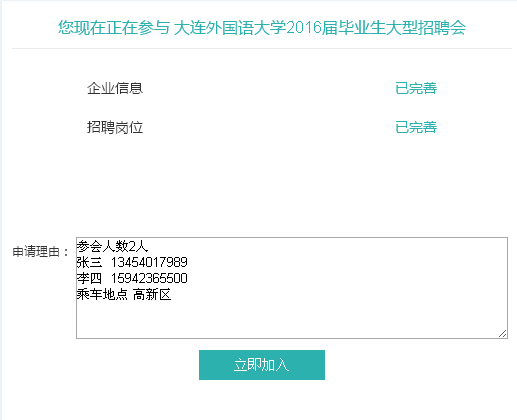 您现在正在参与 大连外国语大学2016届毕业生大型招聘会
企业信息 已完善
招聘岗位 已完善
申请理由： 参会人数2人
张三 13454017989
李四 15942365500
乘车地点 高新区
立即加入